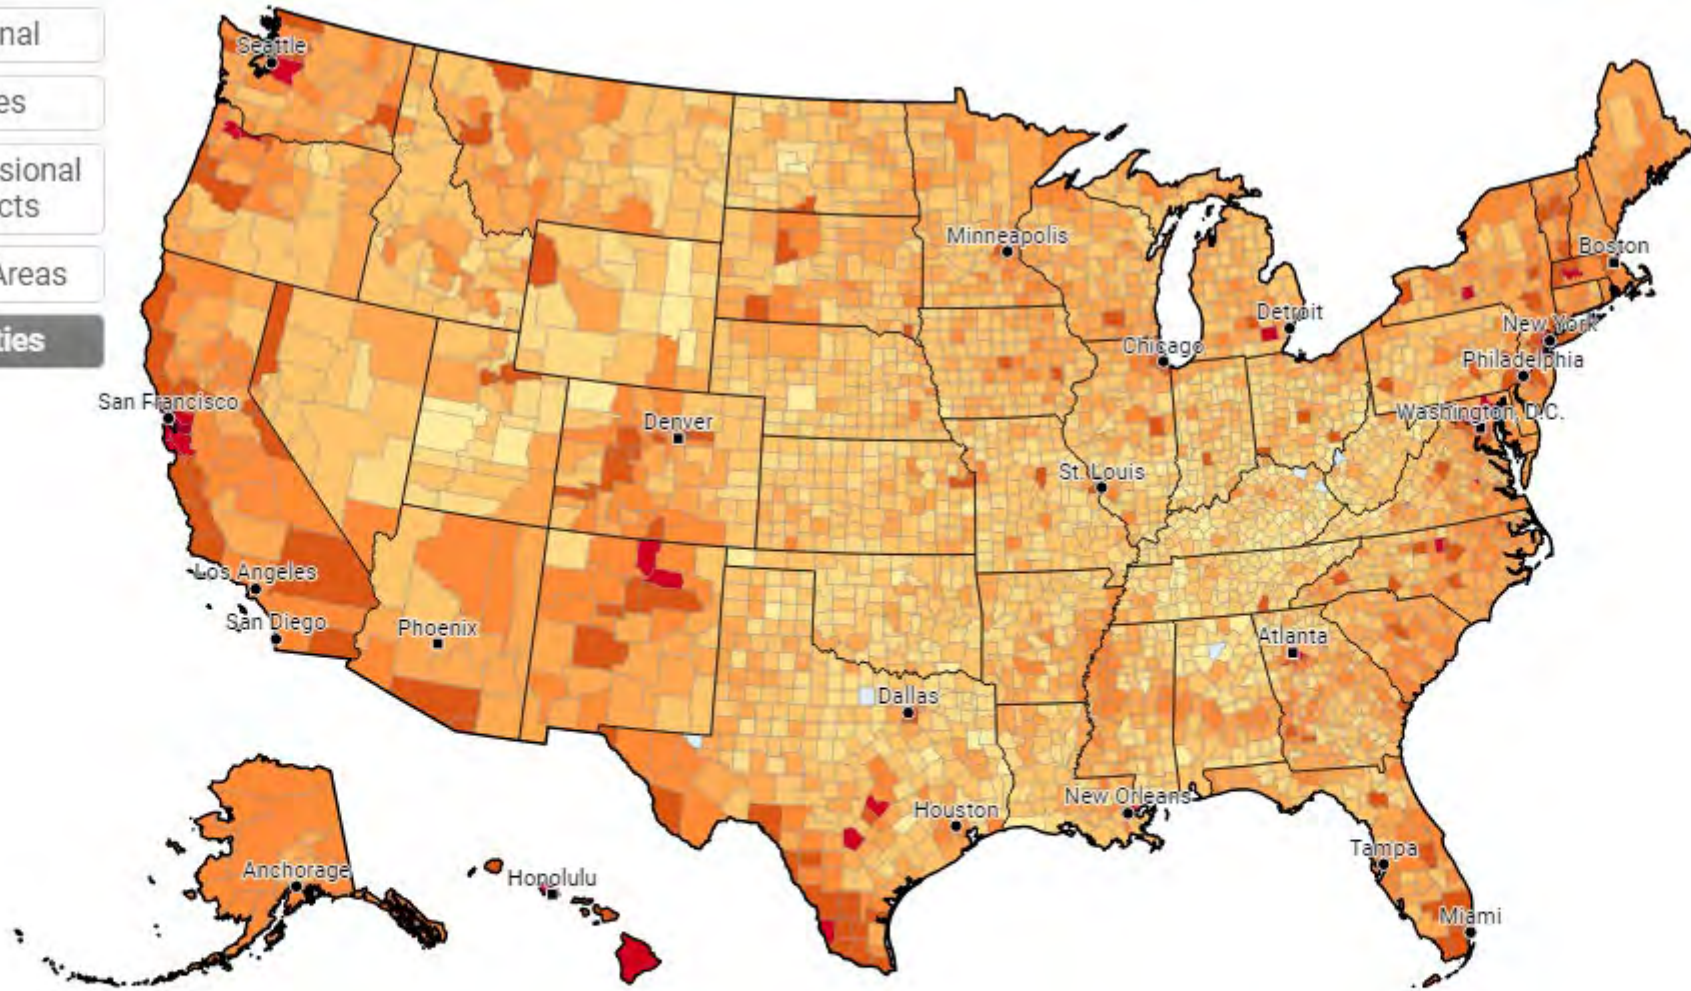 nal
es
sional
cts
Areas
ties
Seattle
Minneapolis
Boston
Detroit
New York
Chicago
Philadelphia
San Francisco
Denver
Washington, D.C.
St. Louis
Los Angeles
San Diego
Phoenix
Atlanta
Dallas
New Orleans
Houston
Tampa
Anchorage
Honolulu
Miami